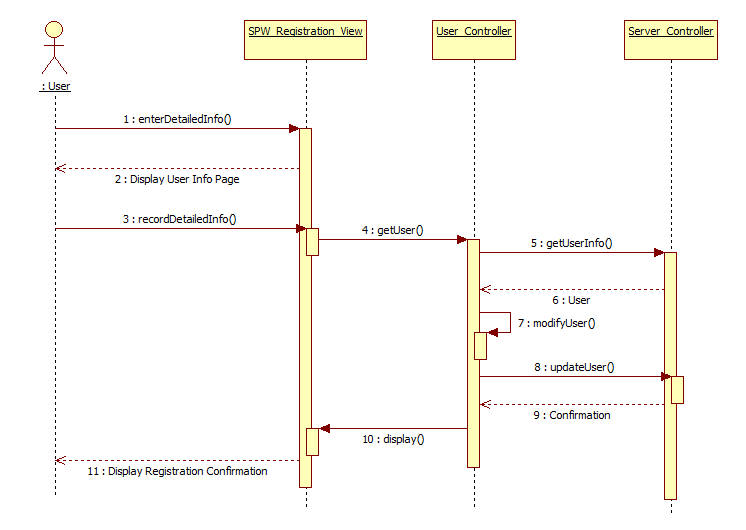 SPW_Registration_View
User_Controller
Server_Controller
: User
1 : enterDetailedInfo()
2 : Display User Info Page
3 : recordDetailedInfo()
4 : getUser()
5 : getUserInfo()
6 : User
7 : modifyUser()
8 : updateUser()
9 : Confirmation
10 : display()
11 : Display Registration Confirmation